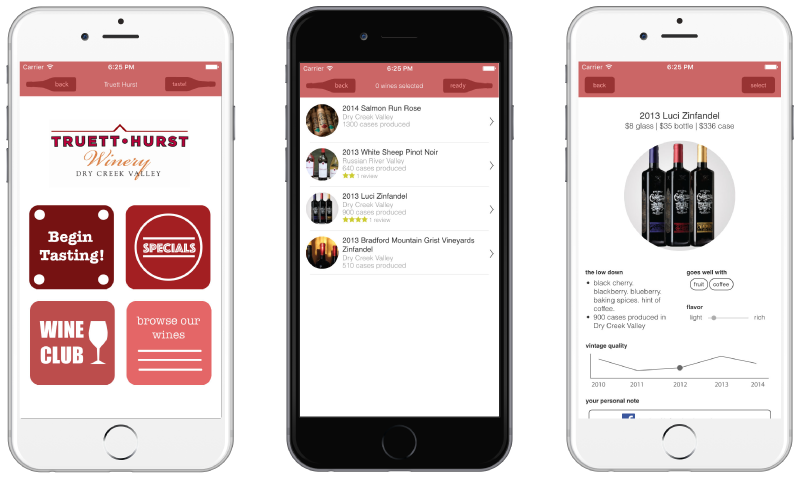 Carrier 6:25 PM
back Truett Hurst taste!
TRUETT·HURST
Winery
DRY CREEK VALLEY
Begin
Tasting!
SPECIALS
WINE
CLUB
browse our
wines
Carrier 6:25 PM
back 0 wines selected ready
2014 Salmon Run Rose
Dry Creek Valley
1300 cases produced
2013 White Sheep Pinot Noir
Russian River Valley
640 cases produced
1 review
2013 Luci Zinfandel
Dry Creek Valley
900 cases produced
1 review
2013 Bradford Mountain Grist Vineyards
Zinfandel
Dry Creek Valley
510 cases produced
Carrier 6:25 PM
back select
2013 Luci Zinfandel
$8 glass | $35 bottle | $336 case
the low down
• black cherry.
blackberry, blueberry.
baking spices, hint of
coffee.
• 900 cases produced in
Dry Creek Valley
goes well with
fruit coffee
flavor
light rich
vintage quality
2010 2011 2012 2013 2014
your personal note